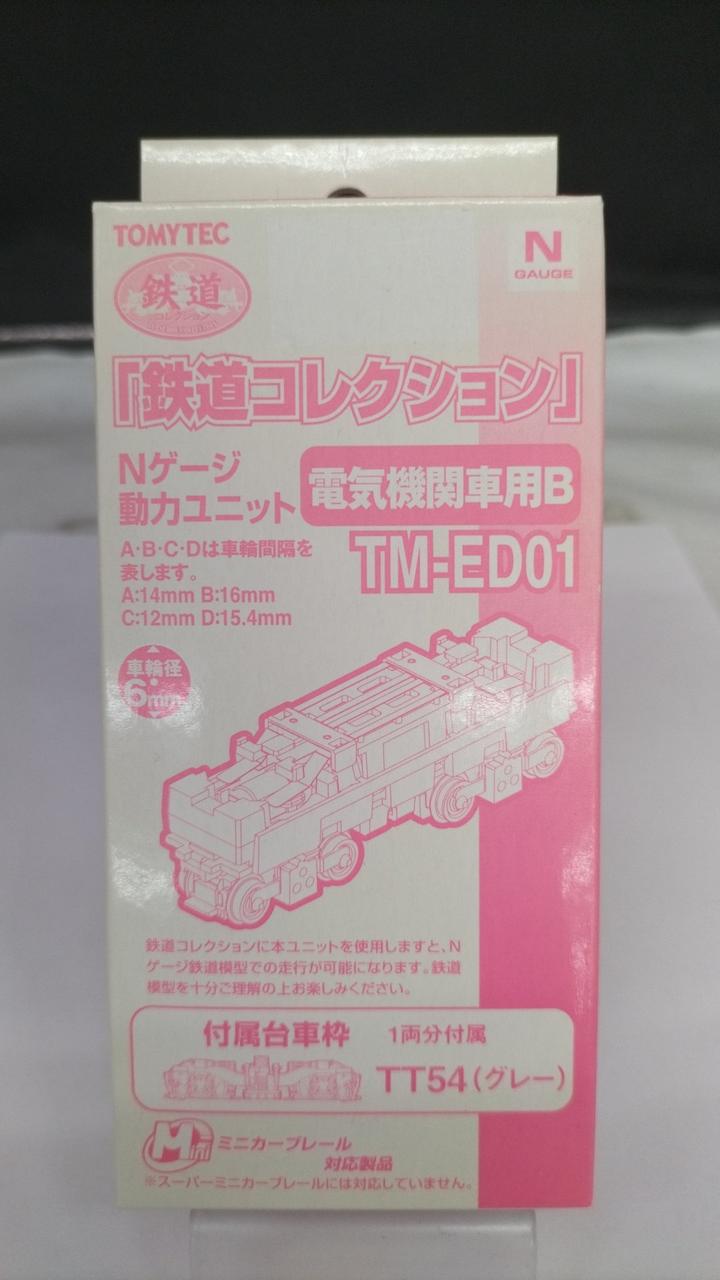 TOMYTEC
N
GAUGE
鉄道
コレクション
「鉄道コレクション」
Nゲージ
動力ユニット
電気機関車用B
TM-ED01
A・B・C・Dは車輪間隔を
表します。
A:14mm B:16mm
C:12mm D:15.4mm
車輪径
6mm
鉄道コレクションに本ユニットを使用しますと、N
ゲージ鉄道模型での走行が可能になります。鉄道
模型を十分ご理解の上お楽しみください。
付属台車枠 1両分付属
TT54(グレー)
Mini ミニカーブレール
対応製品
※スーパーミニカーブレールには対応していません。